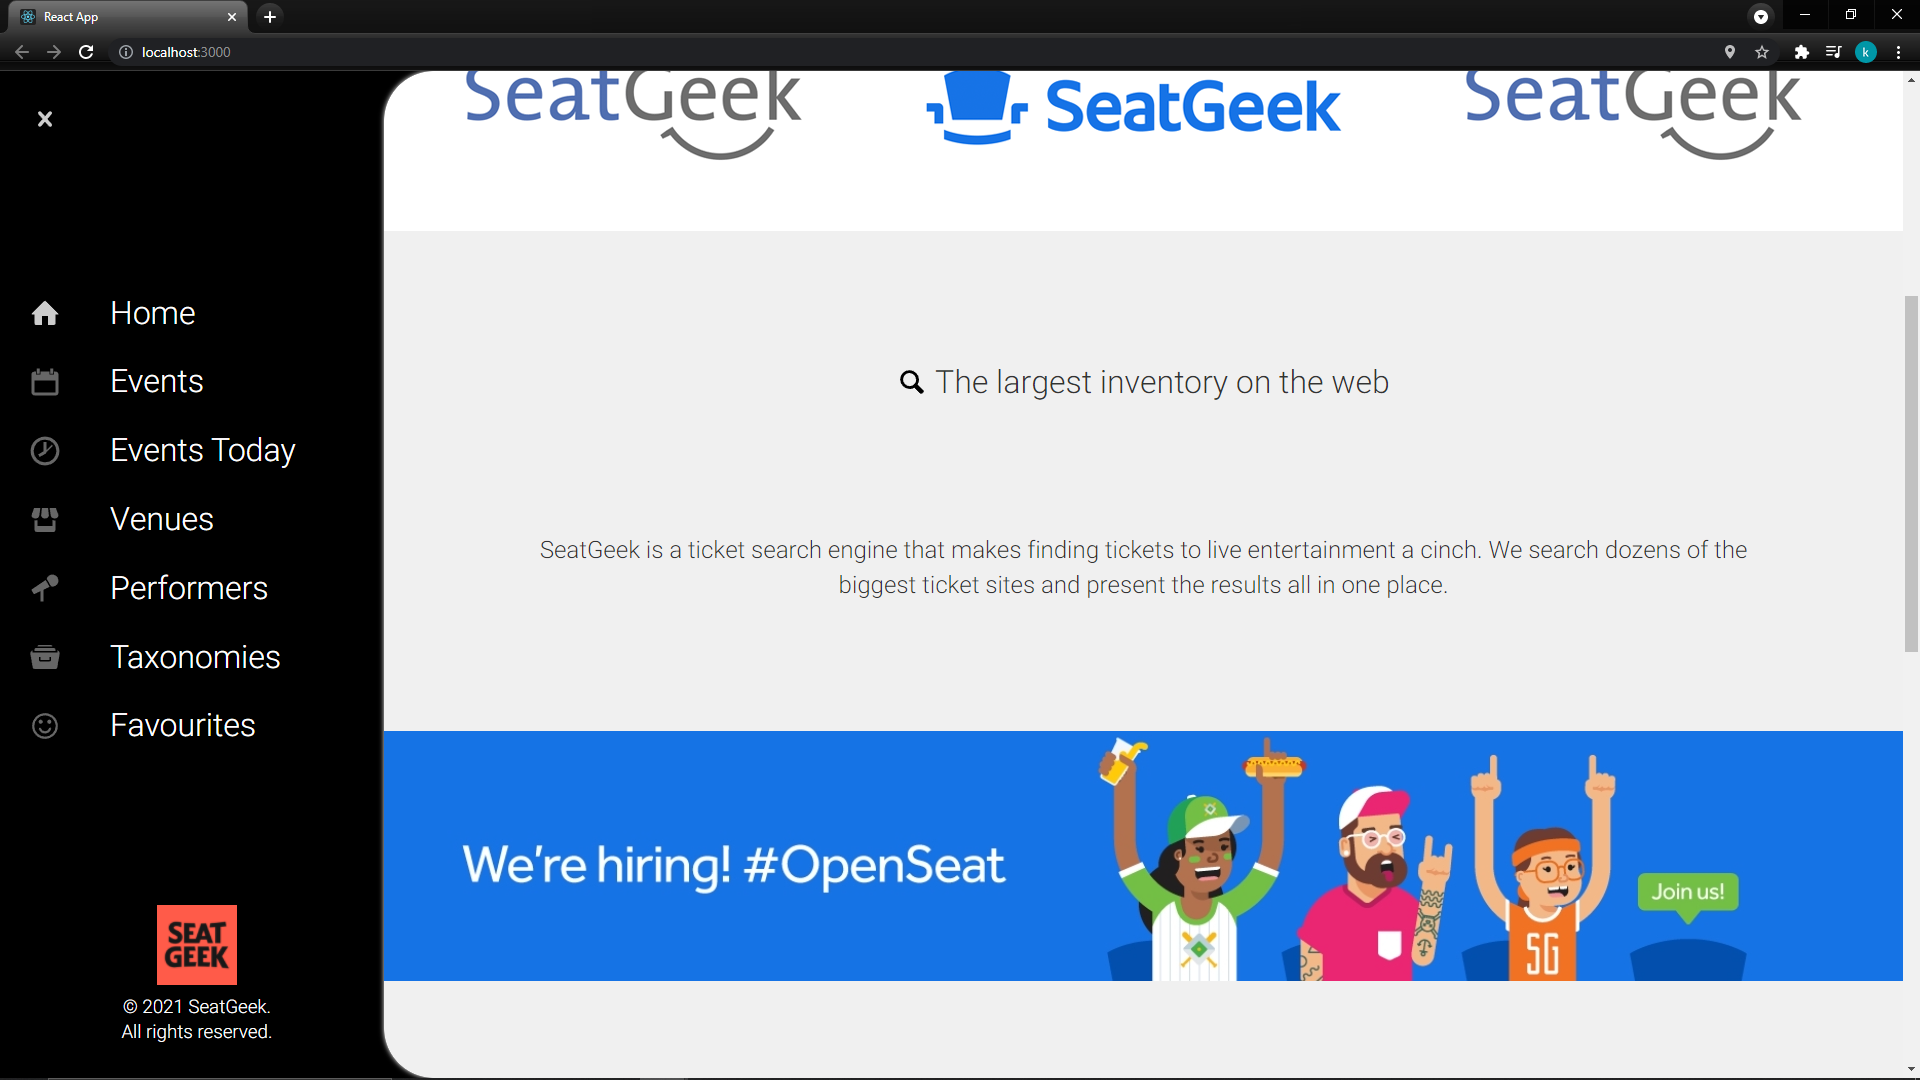 React App
localhost:3000
k
SeatGeek
SeatGeek
SeatGeek
Home
Events
Events Today
Venues
Performers
Taxonomies
Favourites
SEAT
GEEK
© 2021 SeatGeek.
All rights reserved.
The largest inventory on the web
SeatGeek is a ticket search engine that makes finding tickets to live entertainment a cinch. We search dozens of the
biggest ticket sites and present the results all in one place.
We're hiring! #OpenSeat
SG
Join us!